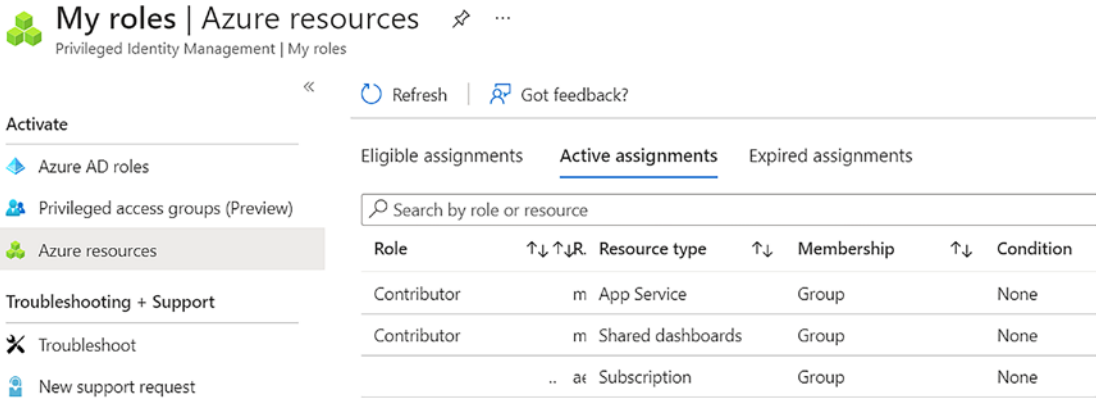 My roles | Azure resources ...
Privileged Identity Management | My roles
«
Refresh | Got feedback?
Activate
Azure AD roles
Privileged access groups (Preview)
Azure resources
Troubleshooting + Support
Troubleshoot
New support request
Eligible assignments Active assignments Expired assignments
Search by role or resource
Role ↑↓ ↑↓ R. Resource type ↑↓ Membership ↑↓ Condition
Contributor m App Service Group None
Contributor m Shared dashboards Group None
.. ae Subscription Group None